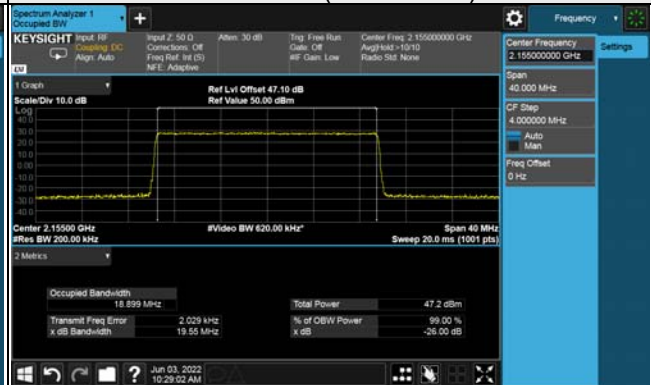 Spectrum Analyzer 1
Occupied BW
Frequency
KEYSIGHT Input: RF
Coupling: DC
Align: Auto
Input Z: 50 Ω
Corrections: Off
Freq Ref: Int (S)
NFE: Adaptive
Atten: 30 dB
Trig: Free Run
Gate: Off
#IF Gain: Low
Center Freq: 2.155000000 GHz
Avg|Hold:>10/10
Radio Std: None
Center Frequency
2.155000000 GHz
Settings
Span
40.000 MHz
CF Step
4.000000 MHz
Auto
Man
Freq Offset
0 Hz
1 Graph
Scale/Div 10.0 dB
Ref Lvl Offset 47.10 dB
Ref Value 50.00 dBm
Log
40.0
30.0
20.0
10.0
0.00
-10.0
-20.0
-30.0
-40.0
Center 2.15500 GHz
#Res BW 200.00 kHz
#Video BW 620.00 kHz*
Span 40 MHz
Sweep 20.0 ms (1001 pts)
2 Metrics
Occupied Bandwidth
18.899 MHz
Total Power 47.2 dBm
Transmit Freq Error 2.029 kHz
% of OBW Power 99.00 %
x dB Bandwidth 19.55 MHz
x dB -26.00 dB
Jun 03, 2022
10:29:02 AM